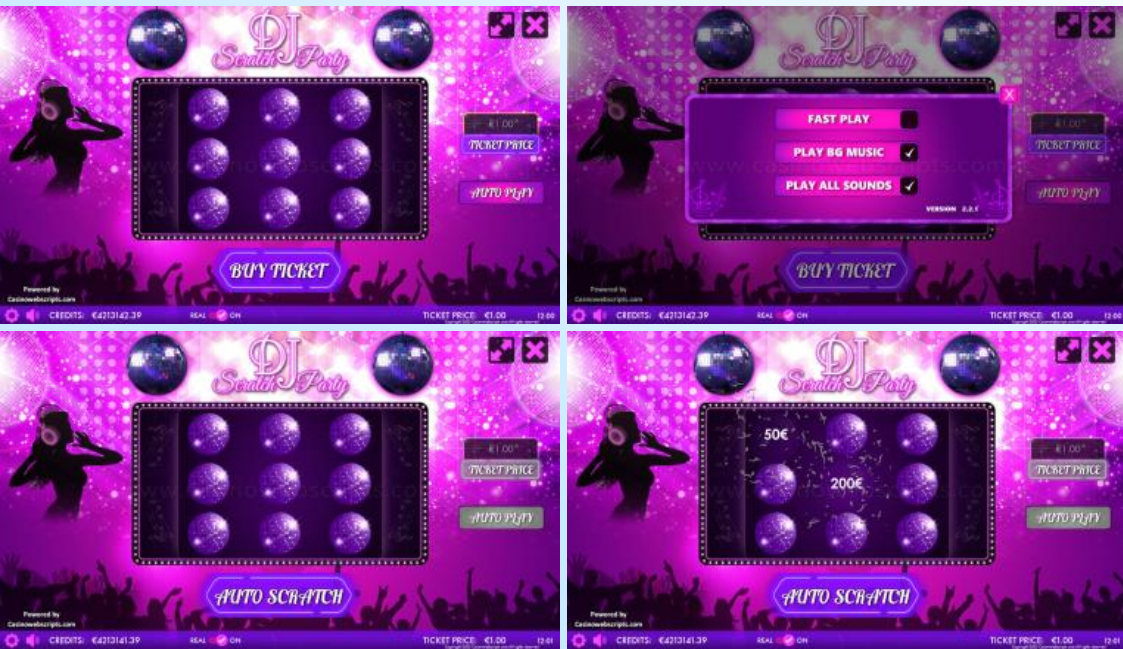 DJ
Scratch Party
€1.00
TICKET PRICE
AUTO PLAY
BUY TICKET
Powered by
Casinowebscripts.com
CREDITS: €4213142.39
REAL ON
TICKET PRICE: €1.00
12:00
DJ
Scratch Party
X
FAST PLAY
PLAY BG MUSIC
PLAY ALL SOUNDS
VERSION
€1.00
TICKET PRICE
AUTO PLAY
BUY TICKET
Powered by
Casinowebscripts.com
CREDITS: €4213142.39
REAL ON
TICKET PRICE: €1.00
12:00
DJ
Scratch Party
€1.00
TICKET PRICE
AUTO PLAY
AUTO SCRATCH
Powered by
Casinowebscripts.com
CREDITS: €4213141.39
REAL ON
TICKET PRICE: €1.00
12:01
DJ
Scratch Party
50€
200€
€1.00
TICKET PRICE
AUTO PLAY
AUTO SCRATCH
Powered by
Casinowebscripts.com
CREDITS: €4213141.39
REAL ON
TICKET PRICE: €1.00
12:01